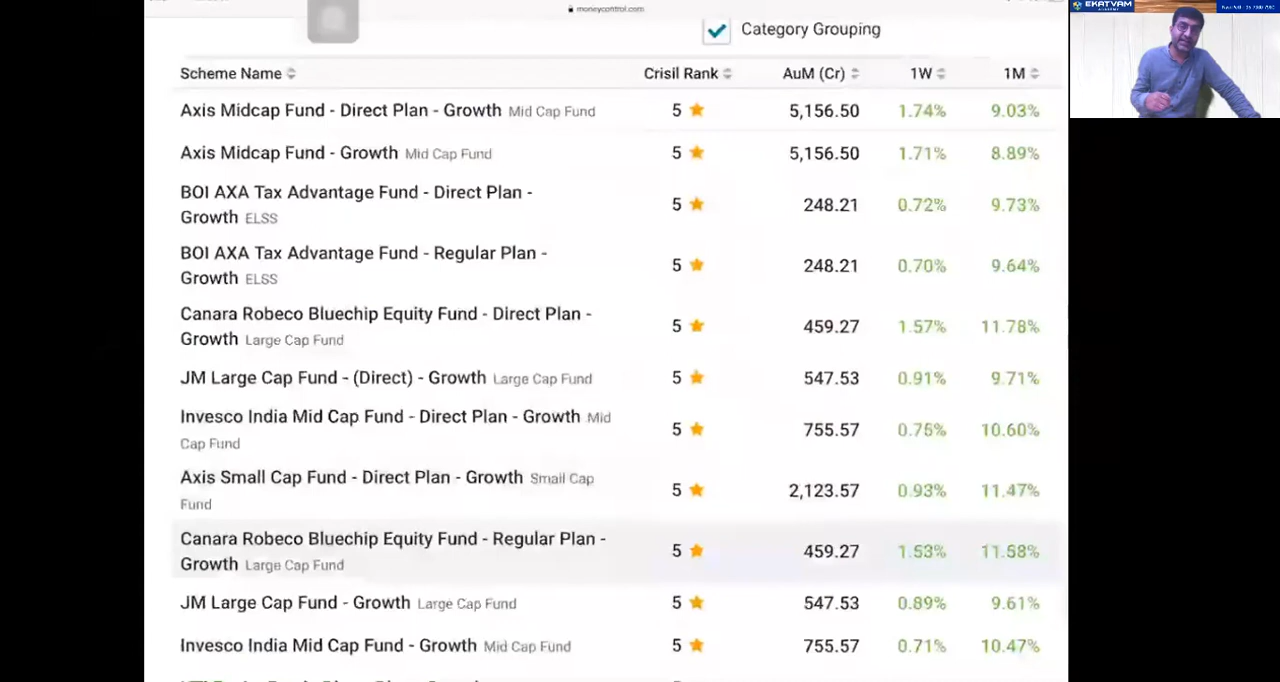 moneycontrol.com
EKATVAM
Category Grouping
Scheme Name Crisil Rank AuM (Cr) 1W 1M
Axis Midcap Fund - Direct Plan - Growth Mid Cap Fund 5 5,156.50 1.74% 9.03%
Axis Midcap Fund - Growth Mid Cap Fund 5 5,156.50 1.71% 8.89%
BOI AXA Tax Advantage Fund - Direct Plan -
Growth ELSS 5 248.21 0.72% 9.73%
BOI AXA Tax Advantage Fund - Regular Plan -
Growth ELSS 5 248.21 0.70% 9.64%
Canara Robeco Bluechip Equity Fund - Direct Plan -
Growth Large Cap Fund 5 459.27 1.57% 11.78%
JM Large Cap Fund - (Direct) - Growth Large Cap Fund 5 547.53 0.91% 9.71%
Invesco India Mid Cap Fund - Direct Plan - Growth Mid
Cap Fund 5 755.57 0.75% 10.60%
Axis Small Cap Fund - Direct Plan - Growth Small Cap
Fund 5 2,123.57 0.93% 11.47%
Canara Robeco Bluechip Equity Fund - Regular Plan -
Growth Large Cap Fund 5 459.27 1.53% 11.58%
JM Large Cap Fund - Growth Large Cap Fund 5 547.53 0.89% 9.61%
Invesco India Mid Cap Fund - Growth Mid Cap Fund 5 755.57 0.71% 10.47%